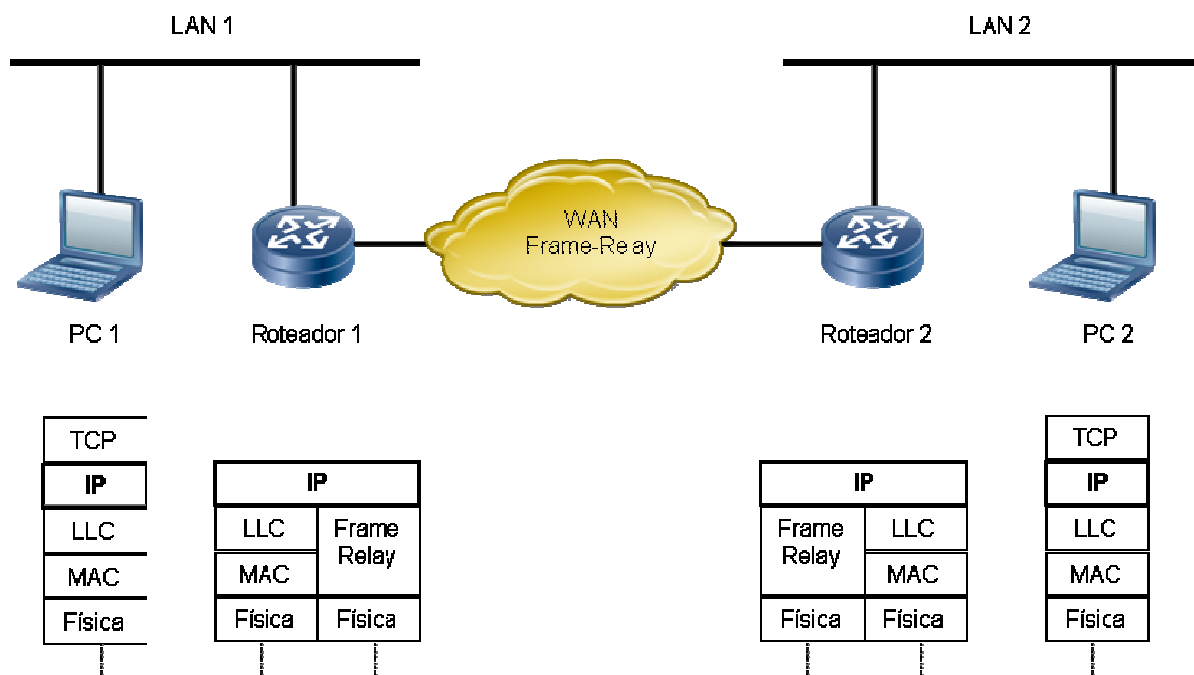 LAN 1
LAN 2
WAN
Frame-Relay
PC 1
Roteador 1
Roteador 2
PC 2
TCP
IP
LLC
MAC
Física
IP
LLC
Frame
Relay
MAC
Física
Física
IP
Frame
Relay
LLC
MAC
Física
Física
TCP
IP
LLC
MAC
Física